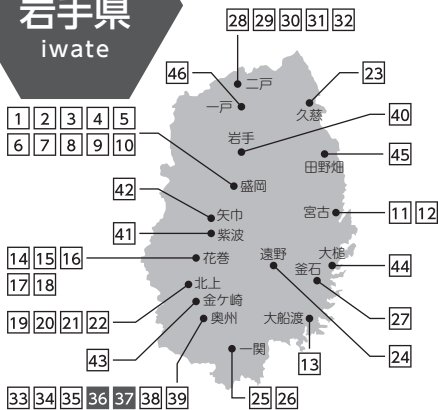 岩手県
iwate
28 29 30 31 32
46
二戸
23
一戸
久慈
1 2 3 4 5
6 7 8 9 10
岩手
40
田野畑
45
盛岡
42
矢巾
宮古
11 12
41
紫波
14 15 16
17 18
花巻
遠野
大槌
釜石
44
北上
19 20 21 22
金ケ崎
27
奥州
大船渡
43
一関
13
24
33 34 35 36 37 38 39
25 26